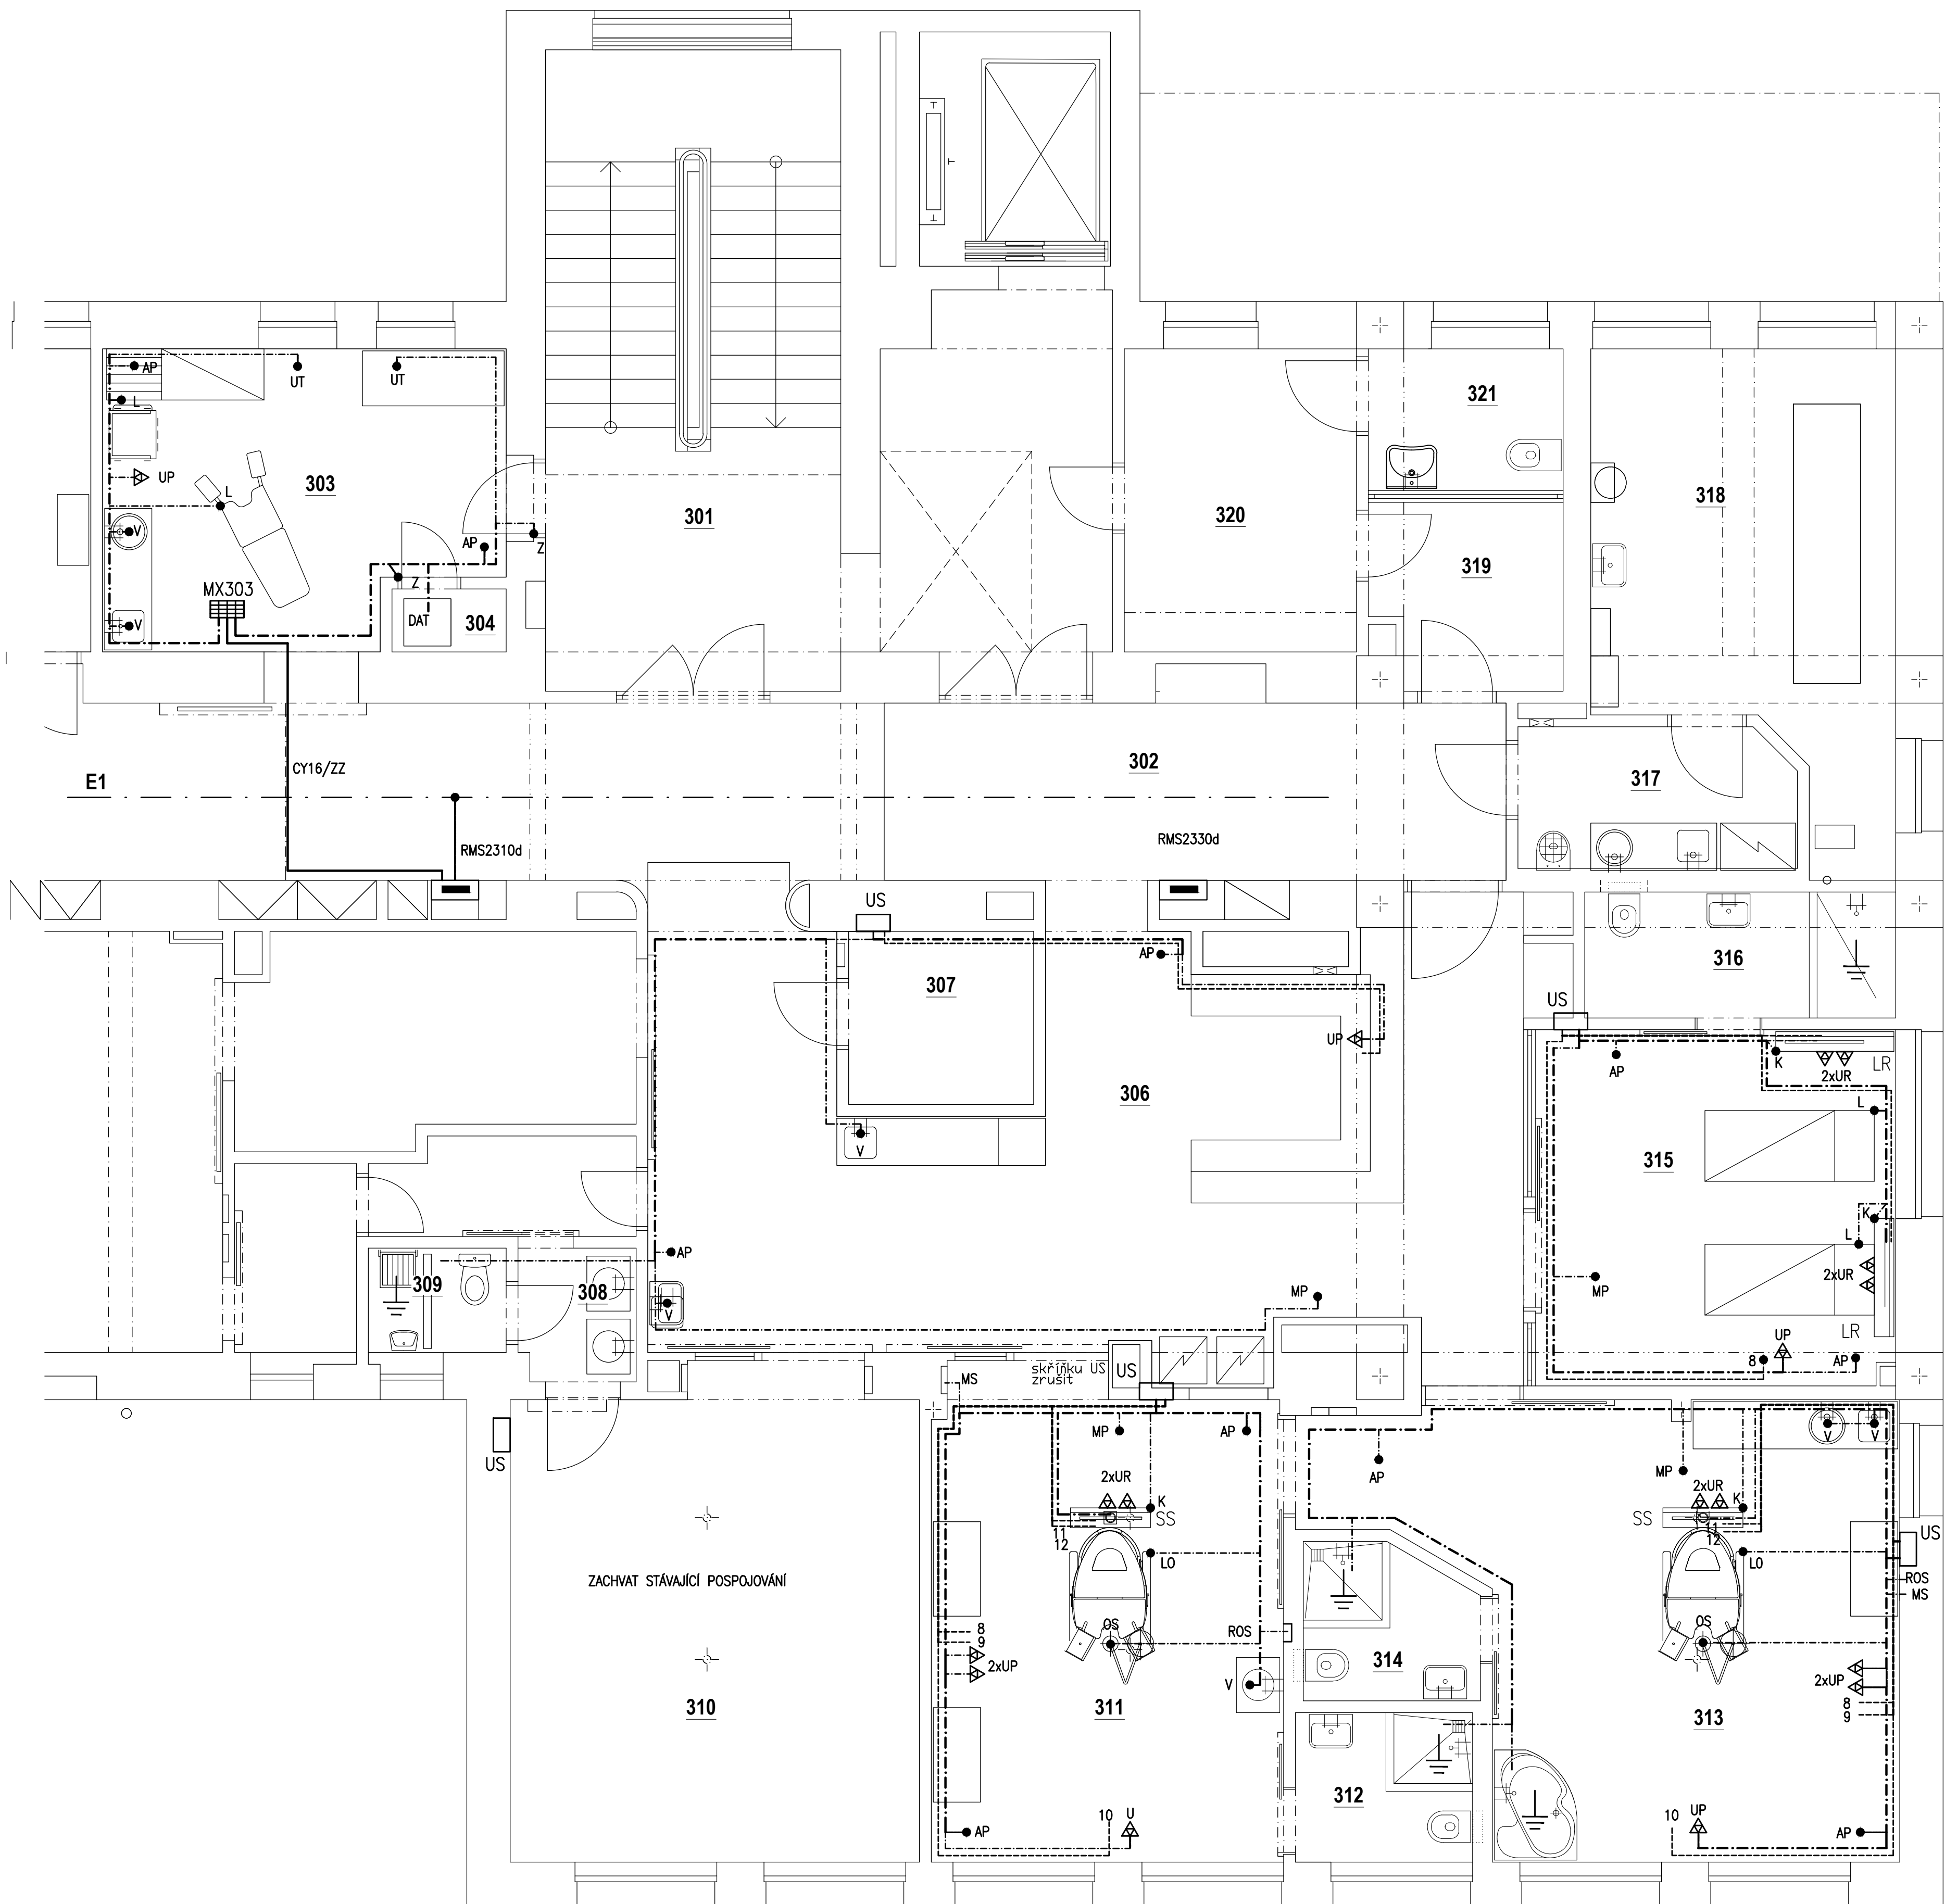 AP
UT
UT
L
321
UP
303
L
318
301
320
V
AP
Z
319
Z
MX303
DAT
304
V
302
CY16/ZZ
317
E1
RMS2310d
RMS2330d
US
AP
316
307
US
UP
K
LR
AP
2xUR
306
L
V
315
K
L
AP
309
308
2xUR
MP
MP
V
LR
UP
8
AP
skříňku US
zrušit
US
MS
MP
AP
V
V
US
AP
MP
2xUR
2xUR
K
K
SS
SS
11
12
11
12
US
LO
LO
ZACHVAT STÁVAJÍCÍ POSPOJOVÁNÍ
ROS
MS
OS
OS
8
9
ROS
2xUP
314
2xUP
V
8
9
310
311
313
312
10
U
10
UP
AP
AP